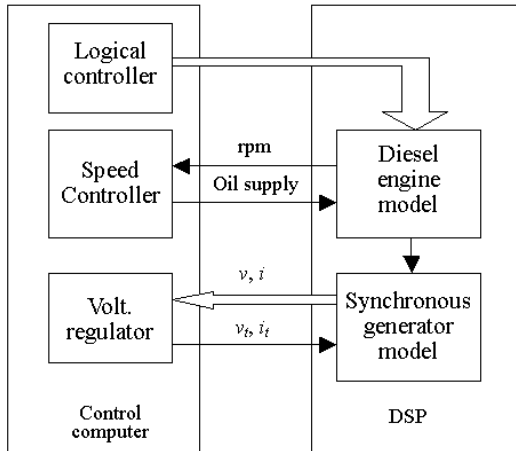 Logical
controller
rpm
Speed
Controller
Oil supply
Diesel
engine
model
v, i
Volt.
regulator
vₜ, iₜ
Synchronous
generator
model
Control
computer
DSP